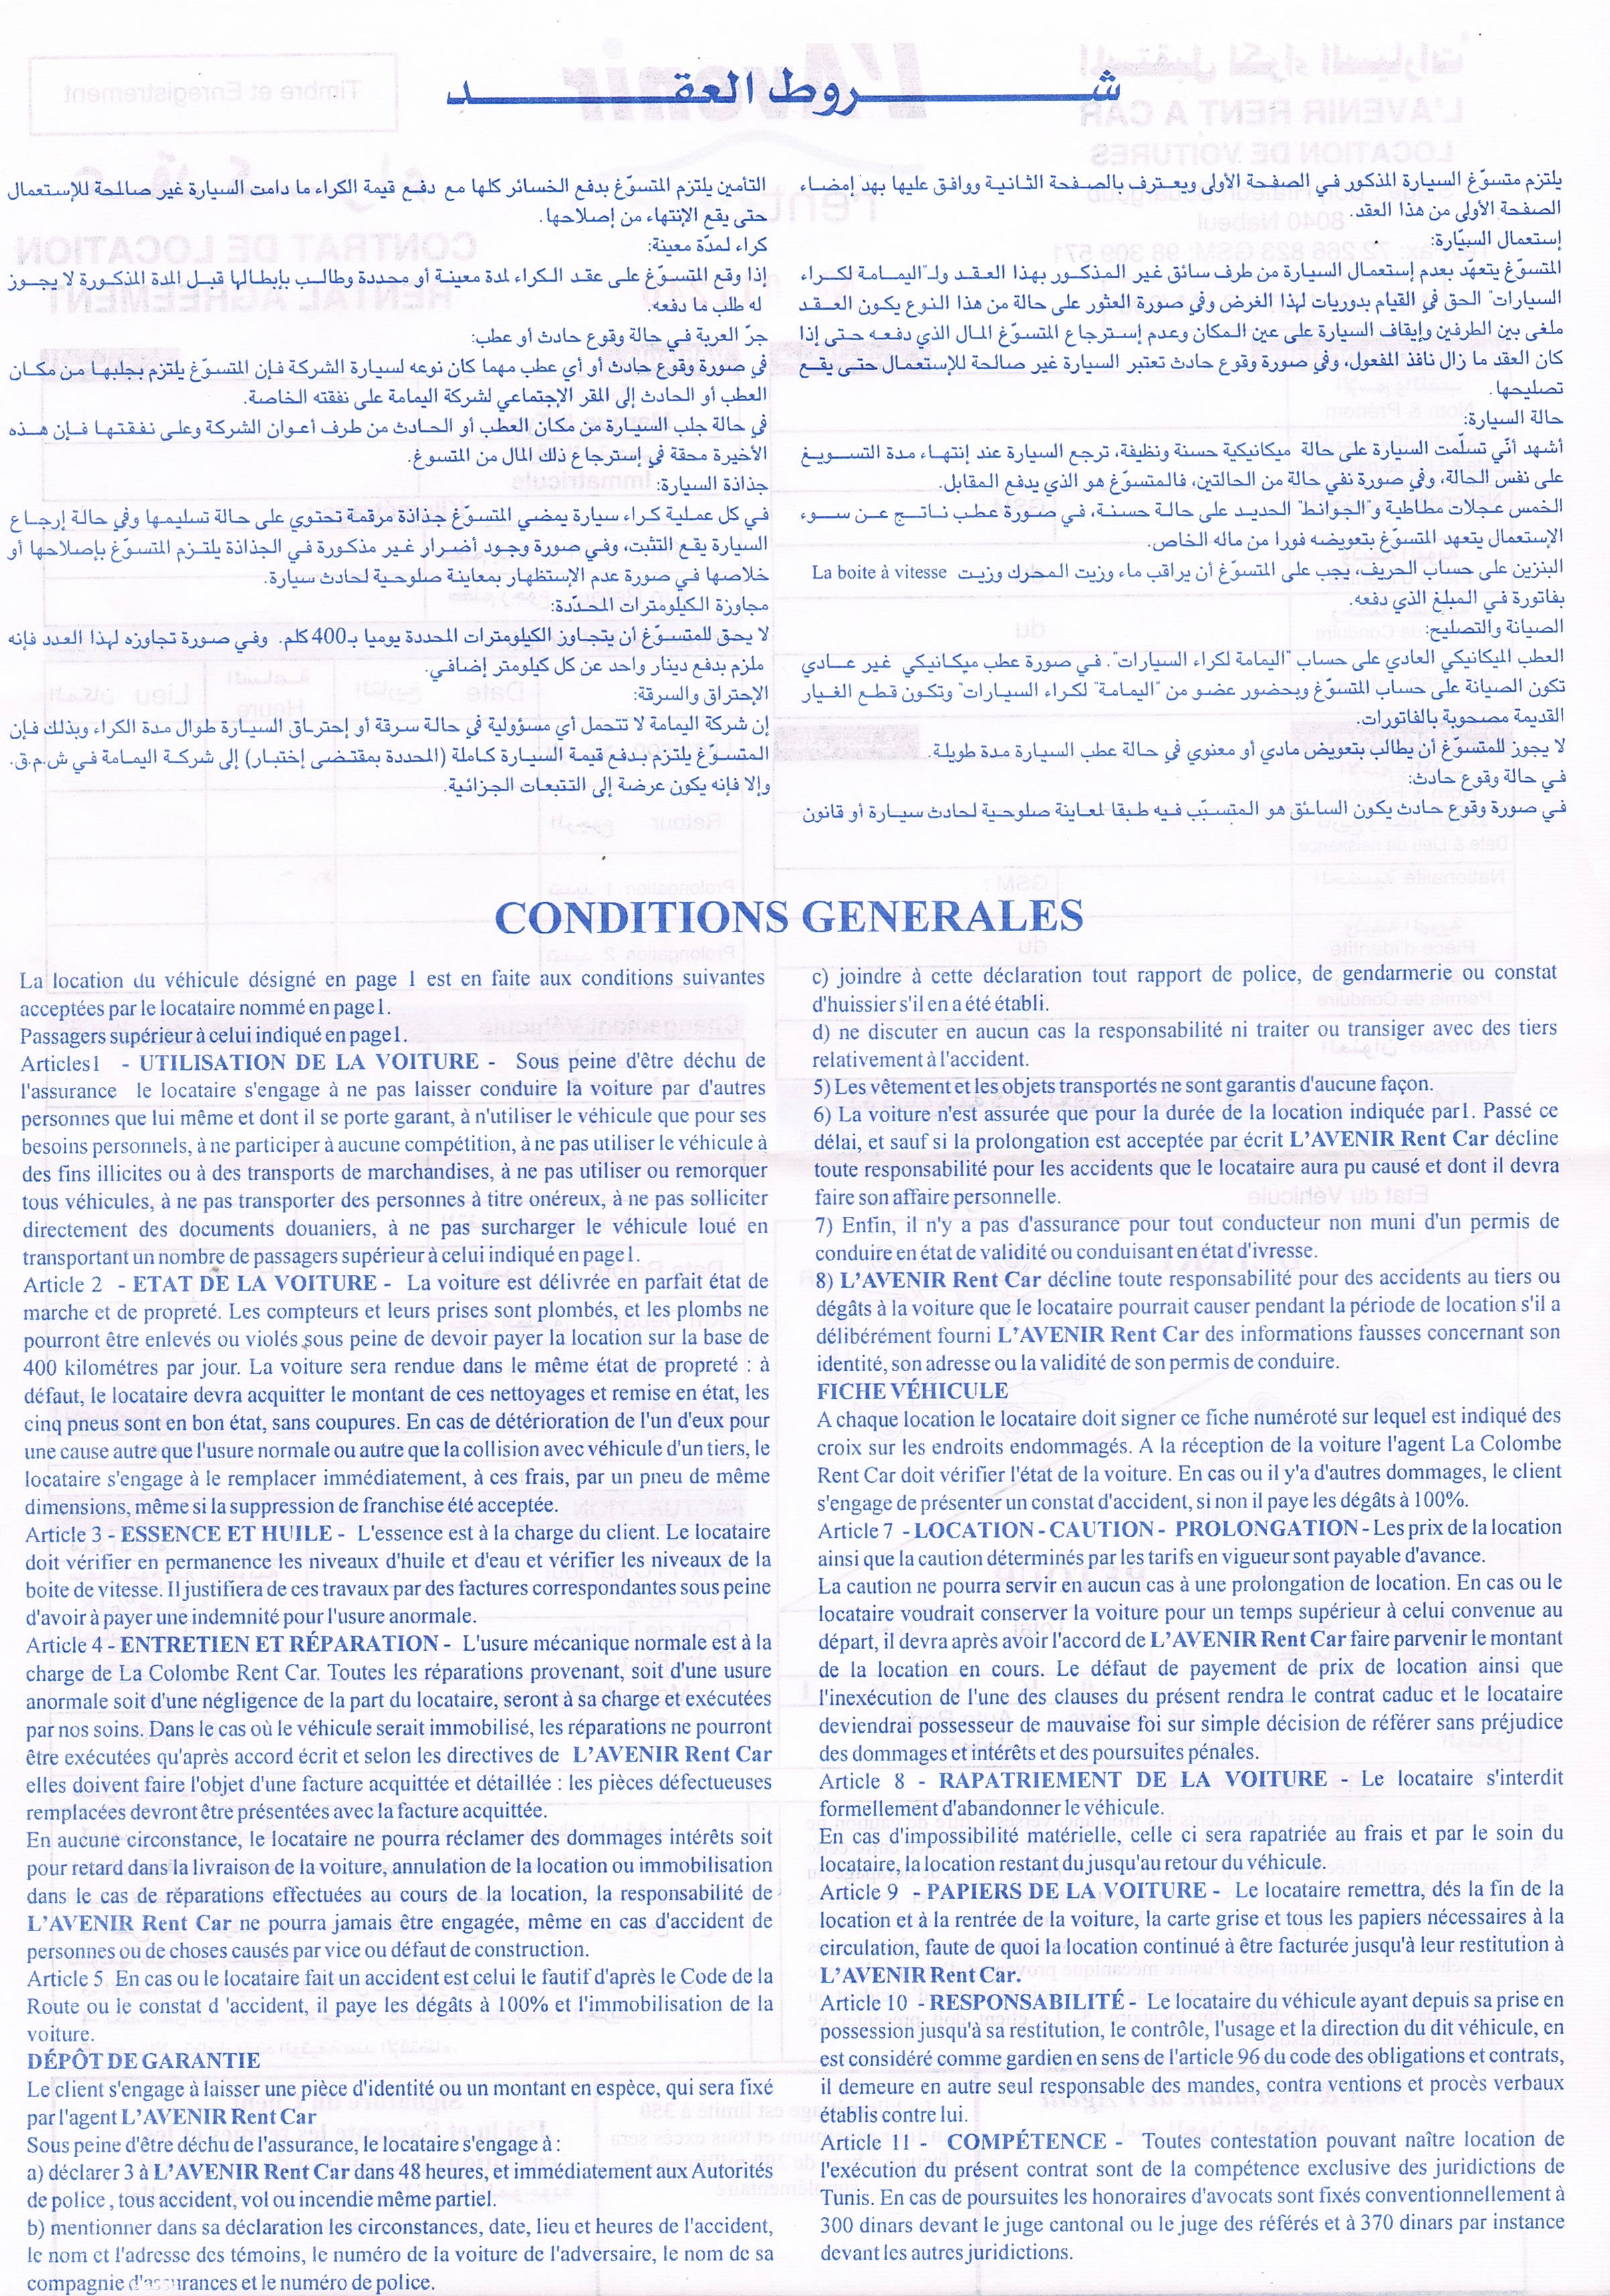 شـــروط العقـــد
يلتزم متسوّغ السيارة المذكور في الصفحة الأولى ويعترف بالصفحة الثانية ووافق عليها بهد إمضاء
الصفحة الأولى من هذا العقد.
إستعمال السيّارة:
المتسوّغ يتعهد بعدم إستعمال السيارة من طرف سائق غير المذكور بهذا العقد ولـ"اليمامة لكراء
السيارات" الحق في القيام بدوريات لهذا الغرض وفي صورة العثور على حالة من هذا النوع يكون العقد
ملغى بين الطرفين وإيقاف السيارة على عين المكان وعدم إسترجاع المتسوّغ المال الذي دفعه حتى إذا
كان العقد ما زال نافذ المفعول، وفي صورة وقوع حادث تعتبر السيارة غير صالحة للإستعمال حتى يقع
تصليحها.
حالة السيارة:
أشهد أنّي تسلّمت السيارة على حالة ميكانيكية حسنة ونظيفة، ترجع السيارة عند إنتهاء مدة التسويغ
على نفس الحالة، وفي صورة نفي حالة من الحالتين، فالمتسوّغ هو الذي يدفع المقابل.
الخمس عجلات مطاطية و"الجوانط" الحديد على حالة حسنة، في صورة عطب ناتج عن سوء
الإستعمال يتعهد المتسوّغ بتعويضه فورا من ماله الخاص.
البنزين على حساب الحريف، يجب على المتسوّغ أن يراقب ماء وزيت المحرك وزيت La boite à vitesse
بفاتورة في المبلغ الذي دفعه.
الصيانة والتصليح:
العطب الميكانيكي العادي على حساب "اليمامة لكراء السيارات". في صورة عطب ميكانيكي غير عادي
تكون الصيانة على حساب المتسوّغ وبحضور عضو من "اليمامة" لكراء السيارات" وتكون قطع الغيار
القديمة مصحوبة بالفاتورات.
لا يجوز للمتسوّغ أن يطالب بتعويض مادي أو معنوي في حالة عطب السيارة مدة طويلة.
في حالة وقوع حادث:
في صورة وقوع حادث يكون السائق هو المتسبّب فيه طبقا لمعاينة صلوحية لحادث سيارة أو قانون
التأمين يلتزم المتسوّغ بدفع الخسائر كلها مع دفع قيمة الكراء ما دامت السيارة غير صالحة للإستعمال
حتى يقع الإنتهاء من إصلاحها.
كراء لمدّة معينة:
إذا وقع المتسوّغ على عقد الكراء لمدة معينة أو محددة وطالب بإبطالها قبل المدة المذكورة لا يجوز
له طلب ما دفعه.
جرّ العربة في حالة وقوع حادث أو عطب:
في صورة وقوع حادث أو أي عطب مهما كان نوعه لسيارة الشركة فإن المتسوّغ يلتزم بجلبها من مكان
العطب أو الحادث إلى المقر الإجتماعي لشركة اليمامة على نفقته الخاصة.
في حالة جلب السيارة من مكان العطب أو الحادث من طرف أعوان الشركة وعلى نفقتها فإن هذه
الأخيرة محقة في إسترجاع ذلك المال من المتسوغ.
جذاذة السيارة:
في كل عملية كراء سيارة يمضي المتسوّغ جذاذة مرقمة تحتوي على حالة تسليمها وفي حالة إرجاع
السيارة يقع التثبت، وفي صورة وجود أضرار غير مذكورة في الجذاذة يلتزم المتسوّغ بإصلاحها أو
خلاصها في صورة عدم الإستظهار بمعاينة صلوحية لحادث سيارة.
مجاوزة الكيلومترات المحدّدة:
لا يحق للمتسوّغ أن يتجاوز الكيلومترات المحددة يوميا بـ400 كلم. وفي صورة تجاوزه لهذا العدد فإنه
ملزم بدفع دينار واحد عن كل كيلومتر إضافي.
الإحتراق والسرقة:
إن شركة اليمامة لا تتحمل أي مسؤولية في حالة سرقة أو إحتراق السيارة طوال مدة الكراء وبذلك فإن
المتسوّغ يلتزم بدفع قيمة السيارة كاملة (المحددة بمقتضى إختبار) إلى شركة اليمامة في ش.م.ق.
وإلا فإنه يكون عرضة إلى التتبعات الجزائية.
CONDITIONS GENERALES
La location du véhicule désigné en page 1 est en faite aux conditions suivantes
acceptées par le locataire nommé en page1.
Passagers supérieur à celui indiqué en page1.
Articles1 - UTILISATION DE LA VOITURE - Sous peine d'être déchu de
l'assurance le locataire s'engage à ne pas laisser conduire la voiture par d'autres
personnes que lui même et dont il se porte garant, à n'utiliser le véhicule que pour ses
besoins personnels, à ne participer à aucune compétition, à ne pas utiliser le véhicule à
des fins illicites ou à des transports de marchandises, à ne pas utiliser ou remorquer
tous véhicules, à ne pas transporter des personnes à titre onéreux, à ne pas solliciter
directement des documents douaniers, à ne pas surcharger le véhicule loué en
transportant un nombre de passagers supérieur à celui indiqué en page1.
Article 2 - ETAT DE LA VOITURE - La voiture est délivrée en parfait état de
marche et de propreté. Les compteurs et leurs prises sont plombés, et les plombs ne
pourront être enlevés ou violés sous peine de devoir payer la location sur la base de
400 kilométres par jour. La voiture sera rendue dans le même état de propreté : à
défaut, le locataire devra acquitter le montant de ces nettoyages et remise en état, les
cinq pneus sont en bon état, sans coupures. En cas de détérioration de l'un d'eux pour
une cause autre que l'usure normale ou autre que la collision avec véhicule d'un tiers, le
locataire s'engage à le remplacer immédiatement, à ces frais, par un pneu de même
dimensions, même si la suppression de franchise été acceptée.
Article 3 - ESSENCE ET HUILE - L'essence est à la charge du client. Le locataire
doit vérifier en permanence les niveaux d'huile et d'eau et vérifier les niveaux de la
boite de vitesse. Il justifiera de ces travaux par des factures correspondantes sous peine
d'avoir à payer une indemnité pour l'usure anormale.
Article 4 - ENTRETIEN ET RÉPARATION - L'usure mécanique normale est à la
charge de La Colombe Rent Car. Toutes les réparations provenant, soit d'une usure
anormale soit d'une négligence de la part du locataire, seront à sa charge et exécutées
par nos soins. Dans le cas où le véhicule serait immobilisé, les réparations ne pourront
être exécutées qu'après accord écrit et selon les directives de L'AVENIR Rent Car
elles doivent faire l'objet d'une facture acquittée et détaillée : les pièces défectueuses
remplacées devront être présentées avec la facture acquittée.
En aucune circonstance, le locataire ne pourra réclamer des dommages intérêts soit
pour retard dans la livraison de la voiture, annulation de la location ou immobilisation
dans le cas de réparations effectuées au cours de la location, la responsabilité de
L'AVENIR Rent Car ne pourra jamais être engagée, même en cas d'accident de
personnes ou de choses causés par vice ou défaut de construction.
Article 5 En cas ou le locataire fait un accident est celui le fautif d'après le Code de la
Route ou le constat d 'accident, il paye les dégâts à 100% et l'immobilisation de la
voiture.
DÉPÔT DE GARANTIE
Le client s'engage à laisser une pièce d'identité ou un montant en espèce, qui sera fixé
par l'agent L'AVENIR Rent Car
Sous peine d'être déchu de l'assurance, le locataire s'engage à :
a) déclarer 3 à L'AVENIR Rent Car dans 48 heures, et immédiatement aux Autorités
de police , tous accident, vol ou incendie même partiel.
b) mentionner dans sa déclaration les circonstances, date, lieu et heures de l'accident,
le nom et l'adresse des témoins, le numéro de la voiture de l'adversaire, le nom de sa
compagnie d'assurances et le numéro de police.
c) joindre à cette déclaration tout rapport de police, de gendarmerie ou constat
d'huissier s'il en a été établi.
d) ne discuter en aucun cas la responsabilité ni traiter ou transiger avec des tiers
relativement à l'accident.
5) Les vêtement et les objets transportés ne sont garantis d'aucune façon.
6) La voiture n'est assurée que pour la durée de la location indiquée par1. Passé ce
délai, et sauf si la prolongation est acceptée par écrit L'AVENIR Rent Car décline
toute responsabilité pour les accidents que le locataire aura pu causé et dont il devra
faire son affaire personnelle.
7) Enfin, il n'y a pas d'assurance pour tout conducteur non muni d'un permis de
conduire en état de validité ou conduisant en état d'ivresse.
8) L'AVENIR Rent Car décline toute responsabilité pour des accidents au tiers ou
dégâts à la voiture que le locataire pourrait causer pendant la période de location s'il a
délibérément fourni L'AVENIR Rent Car des informations fausses concernant son
identité, son adresse ou la validité de son permis de conduire.
FICHE VÉHICULE
A chaque location le locataire doit signer ce fiche numéroté sur lequel est indiqué des
croix sur les endroits endommagés. A la réception de la voiture l'agent La Colombe
Rent Car doit vérifier l'état de la voiture. En cas ou il y'a d'autres dommages, le client
s'engage de présenter un constat d'accident, si non il paye les dégâts à 100%.
Article 7 - LOCATION - CAUTION - PROLONGATION - Les prix de la location
ainsi que la caution déterminés par les tarifs en vigueur sont payable d'avance.
La caution ne pourra servir en aucun cas à une prolongation de location. En cas ou le
locataire voudrait conserver la voiture pour un temps supérieur à celui convenue au
départ, il devra après avoir l'accord de L'AVENIR Rent Car faire parvenir le montant
de la location en cours. Le défaut de payement de prix de location ainsi que
l'inexécution de l'une des clauses du présent rendra le contrat caduc et le locataire
deviendrai possesseur de mauvaise foi sur simple décision de référer sans préjudice
des dommages et intérêts et des poursuites pénales.
Article 8 - RAPATRIEMENT DE LA VOITURE - Le locataire s'interdit
formellement d'abandonner le véhicule.
En cas d'impossibilité matérielle, celle ci sera rapatriée au frais et par le soin du
locataire, la location restant du jusqu'au retour du véhicule.
Article 9 - PAPIERS DE LA VOITURE - Le locataire remettra, dés la fin de la
location et à la rentrée de la voiture, la carte grise et tous les papiers nécessaires à la
circulation, faute de quoi la location continué à être facturée jusqu'à leur restitution à
L'AVENIR Rent Car.
Article 10 - RESPONSABILITÉ - Le locataire du véhicule ayant depuis sa prise en
possession jusqu'à sa restitution, le contrôle, l'usage et la direction du dit véhicule, en
est considéré comme gardien en sens de l'article 96 du code des obligations et contrats,
il demeure en autre seul responsable des mandes, contra ventions et procès verbaux
établis contre lui.
Article 11 - COMPÉTENCE - Toutes contestation pouvant naître location de
l'exécution du présent contrat sont de la compétence exclusive des juridictions de
Tunis. En cas de poursuites les honoraires d'avocats sont fixés conventionnellement à
300 dinars devant le juge cantonal ou le juge des référés et à 370 dinars par instance
devant les autres juridictions.